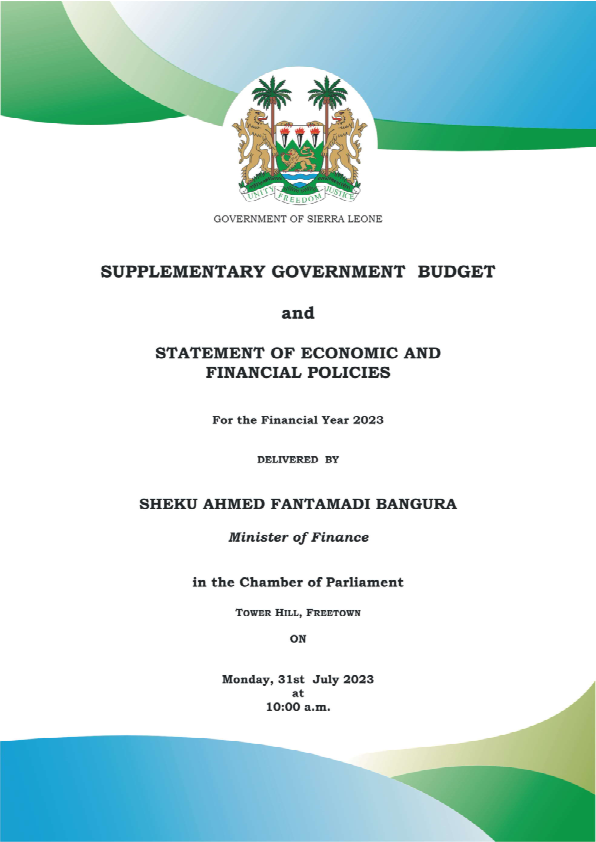 UNITY FREEDOM JUSTICE
GOVERNMENT OF SIERRA LEONE
SUPPLEMENTARY GOVERNMENT BUDGET
and
STATEMENT OF ECONOMIC AND
FINANCIAL POLICIES
For the Financial Year 2023
DELIVERED BY
SHEKU AHMED FANTAMADI BANGURA
Minister of Finance
in the Chamber of Parliament
TOWER HILL, FREETOWN
ON
Monday, 31st July 2023
at
10:00 a.m.